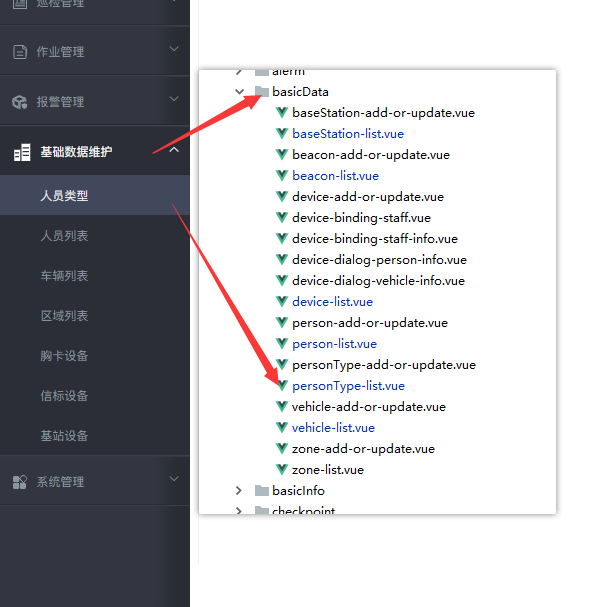 巡检管理
作业管理
报警管理
基础数据维护
人员类型
人员列表
车辆列表
区域列表
胸卡设备
信标设备
基站设备
系统管理
alerm
basicData
baseStation-add-or-update.vue
baseStation-list.vue
beacon-add-or-update.vue
beacon-list.vue
device-add-or-update.vue
device-binding-staff.vue
device-binding-staff-info.vue
device-dialog-person-info.vue
device-dialog-vehicle-info.vue
device-list.vue
person-add-or-update.vue
person-list.vue
personType-add-or-update.vue
personType-list.vue
vehicle-add-or-update.vue
vehicle-list.vue
zone-add-or-update.vue
zone-list.vue
basicInfo
checkpoint